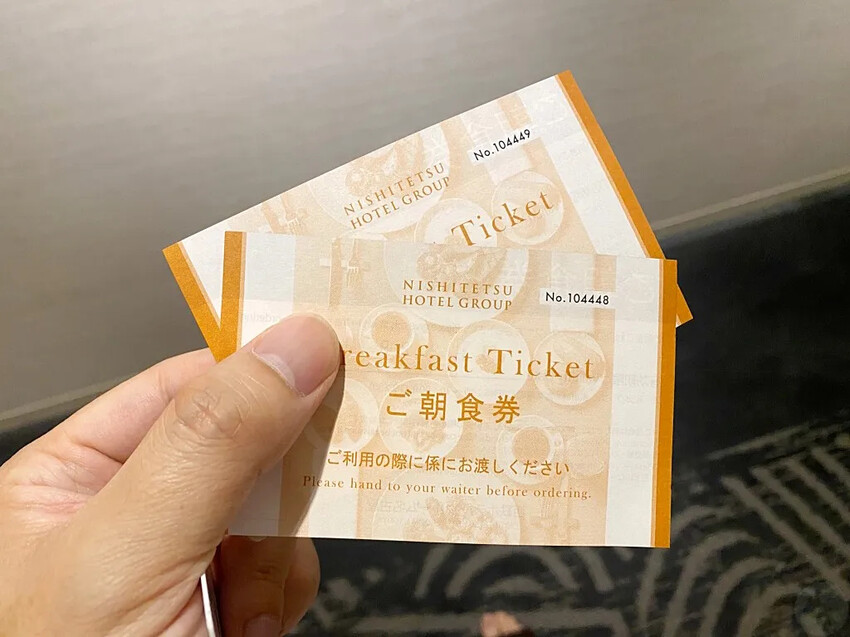 No.104449
NISHITETSU
HOTEL GROUP
Ticket
NISHITETSU
HOTEL GROUP
No.104448
reakfast Ticket
ご朝食券
ご利用の際に係にお渡しください
Please hand to your waiter before ordering.